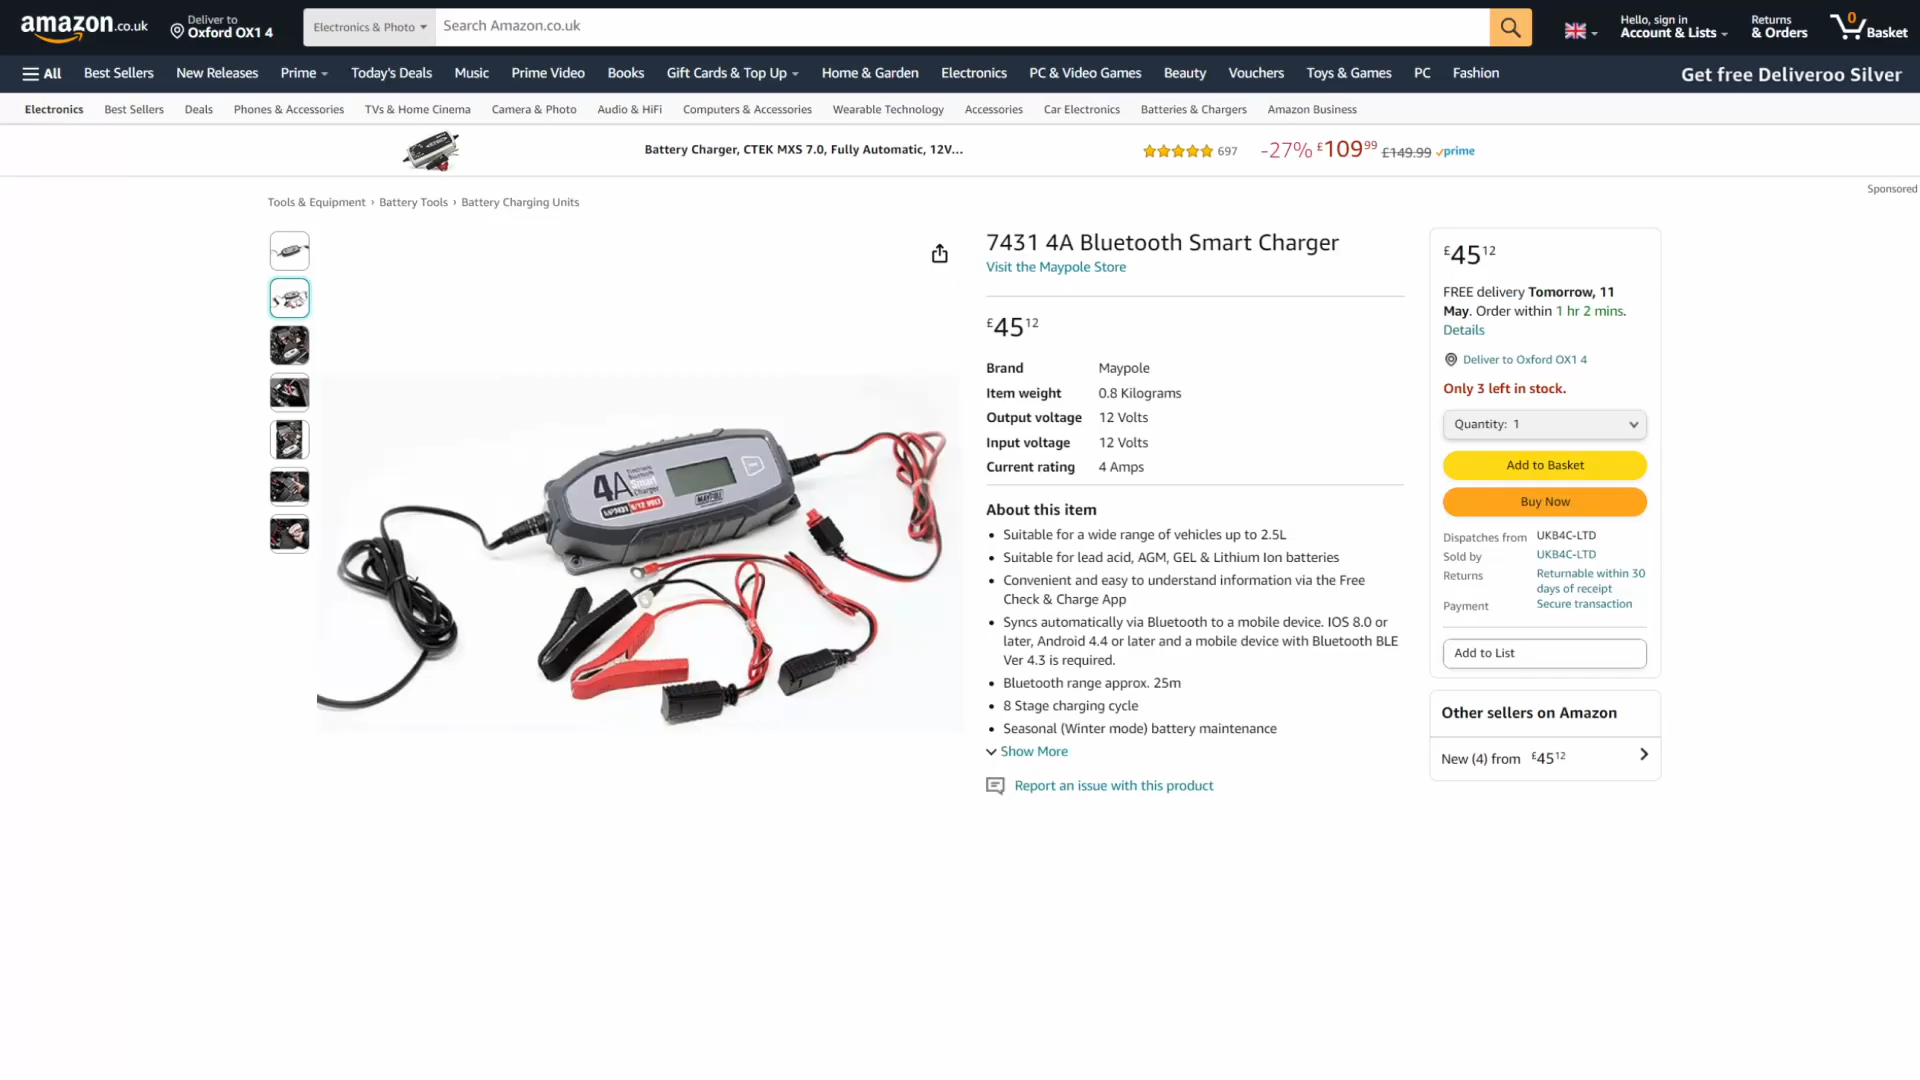 amazon.co.uk
Deliver to
Oxford OX1 4
Electronics & Photo
Search Amazon.co.uk
Hello, sign in
Account & Lists
Returns
& Orders
0
Basket
All
Best Sellers
New Releases
Prime
Today's Deals
Music
Prime Video
Books
Gift Cards & Top Up
Home & Garden
Electronics
PC & Video Games
Beauty
Vouchers
Toys & Games
PC
Fashion
Get free Deliveroo Silver
Electronics
Best Sellers
Deals
Phones & Accessories
TVs & Home Cinema
Camera & Photo
Audio & HiFi
Computers & Accessories
Wearable Technology
Accessories
Car Electronics
Batteries & Chargers
Amazon Business
Battery Charger, CTEK MXS 7.0, Fully Automatic, 12V...
697
-27% £109.99 £149.99 prime
Sponsored
Tools & Equipment › Battery Tools › Battery Charging Units
4A
Smart
Charger
MP7431 6/12 VOLT
MAYPOLE
7431 4A Bluetooth Smart Charger
Visit the Maypole Store
£45 12
Brand Maypole
Item weight 0.8 Kilograms
Output voltage 12 Volts
Input voltage 12 Volts
Current rating 4 Amps
About this item
• Suitable for a wide range of vehicles up to 2.5L
• Suitable for lead acid, AGM, GEL & Lithium Ion batteries
• Convenient and easy to understand information via the Free
Check & Charge App
• Syncs automatically via Bluetooth to a mobile device. IOS 8.0 or
later, Android 4.4 or later and a mobile device with Bluetooth BLE
Ver 4.3 is required.
• Bluetooth range approx. 25m
• 8 Stage charging cycle
• Seasonal (Winter mode) battery maintenance
Show More
Report an issue with this product
£45 12
FREE delivery Tomorrow, 11
May. Order within 1 hr 2 mins.
Details
Deliver to Oxford OX1 4
Only 3 left in stock.
Quantity: 1
Add to Basket
Buy Now
Dispatches from UKB4C-LTD
Sold by UKB4C-LTD
Returns Returnable within 30
days of receipt
Payment Secure transaction
Add to List
Other sellers on Amazon
New (4) from £45 12